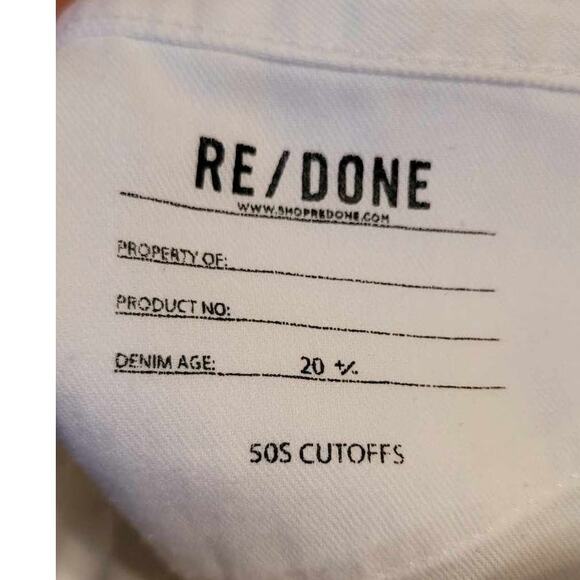 RE/DONE
WWW.SHOPREDONE.COM
PROPERTY OF:
PRODUCT NO:
DENIM AGE: 20 +/-
50S CUTOFFS